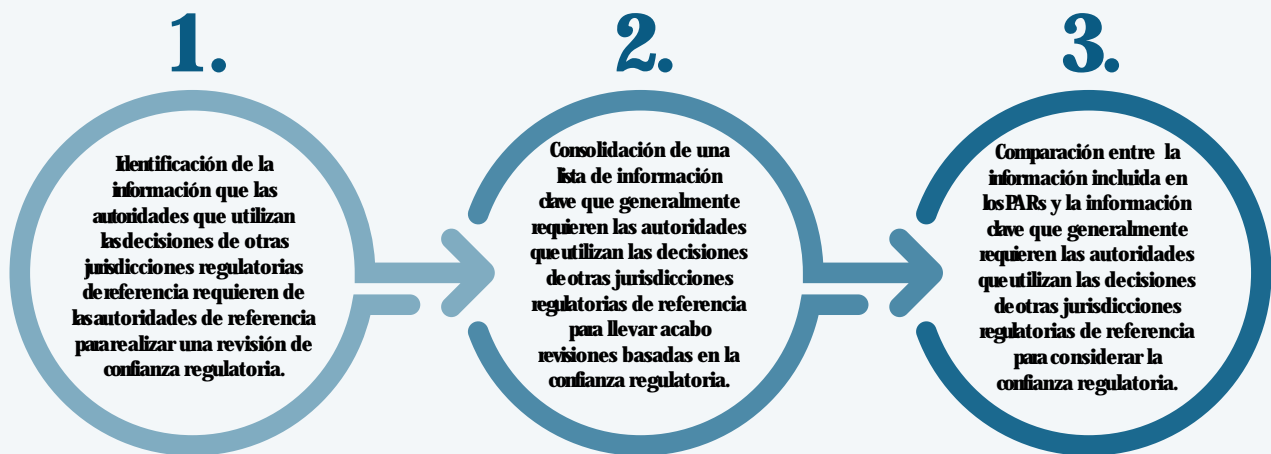 1.
Identificación de la
información que las
autoridades que utilizan
las decisiones de otras
jurisdicciones regulatorias
de referencia requieren de
las autoridades de referencia
para realizar una revisión de
confianza regulatoria.
2.
Consolidación de una
lista de información
clave que generalmente
requieren las autoridades
que utilizan las decisiones
de otras jurisdicciones
regulatorias de referencia
para llevar acabo
revisiones basadas en la
confianza regulatoria.
3.
Comparación entre la
información incluida en
los PARs y la información
clave que generalmente
requieren las autoridades
que utilizan las decisiones
de otras jurisdicciones
regulatorias de referencia
para considerar la
confianza regulatoria.